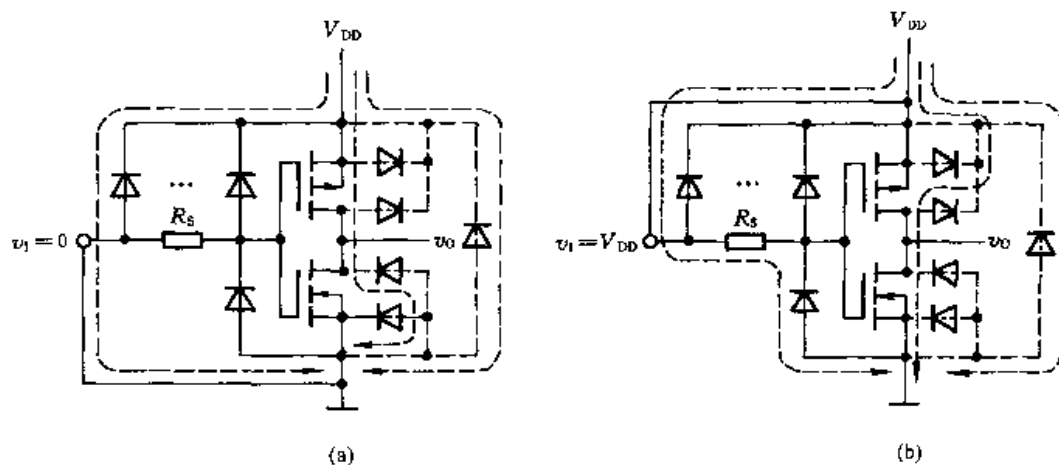 V_DD
...
R_S
v_I = 0
v_O
(a)
V_DD
...
R_S
v_I = V_DD
v_O
(b)